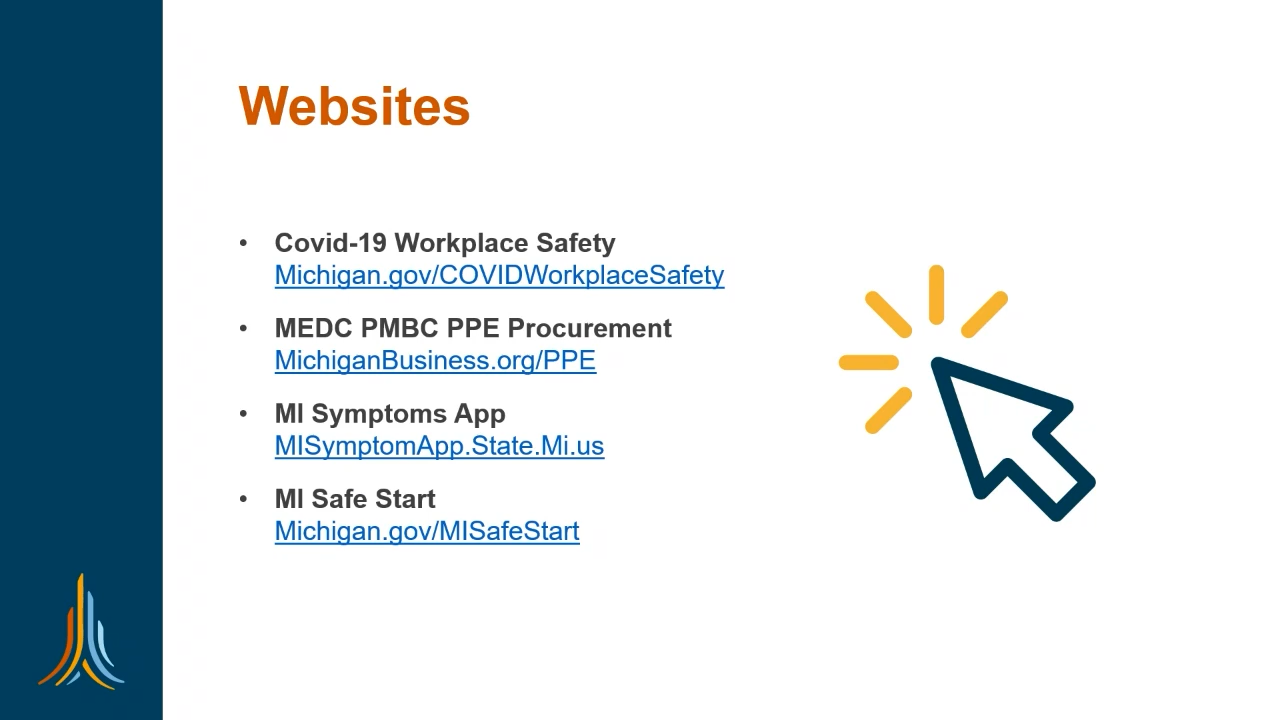 Websites
• Covid-19 Workplace Safety
Michigan.gov/COVIDWorkplaceSafety
• MEDC PMBC PPE Procurement
MichiganBusiness.org/PPE
• MI Symptoms App
MISymptomApp.State.Mi.us
• MI Safe Start
Michigan.gov/MISafeStart